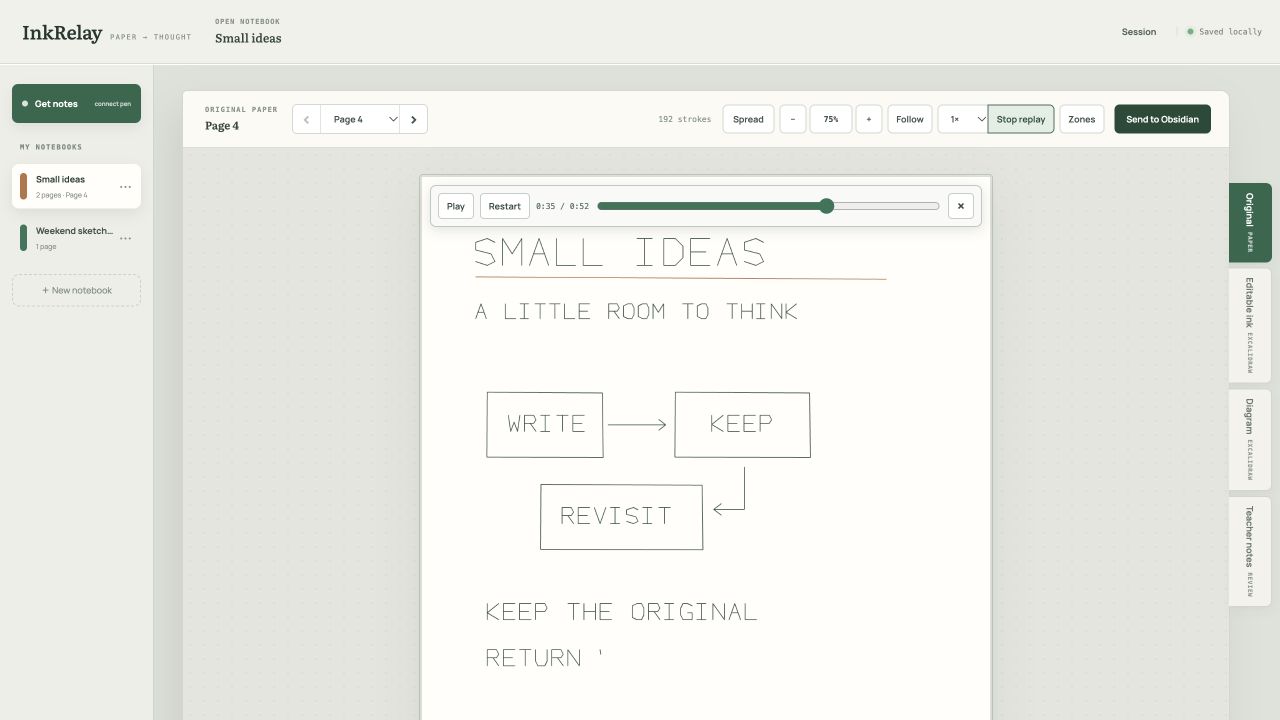 InkRelay PAPER → THOUGHT
OPEN NOTEBOOK
Small ideas
Session
Saved locally
Get notes connect pen
MY NOTEBOOKS
Small ideas
2 pages · Page 4
Weekend sketch...
1 page
+ New notebook
ORIGINAL PAPER
Page 4
Page 4
192 strokes
Spread
−
75%
+
Follow
1×
Stop replay
Zones
Send to Obsidian
Play
Restart
0:35 / 0:52
×
SMALL IDEAS
A LITTLE ROOM TO THINK
WRITE
KEEP
REVISIT
KEEP THE ORIGINAL
RETURN '
Original PAPER
Editable ink EXCALIDRAW
Diagram EXCALIDRAW
Teacher notes REVIEW